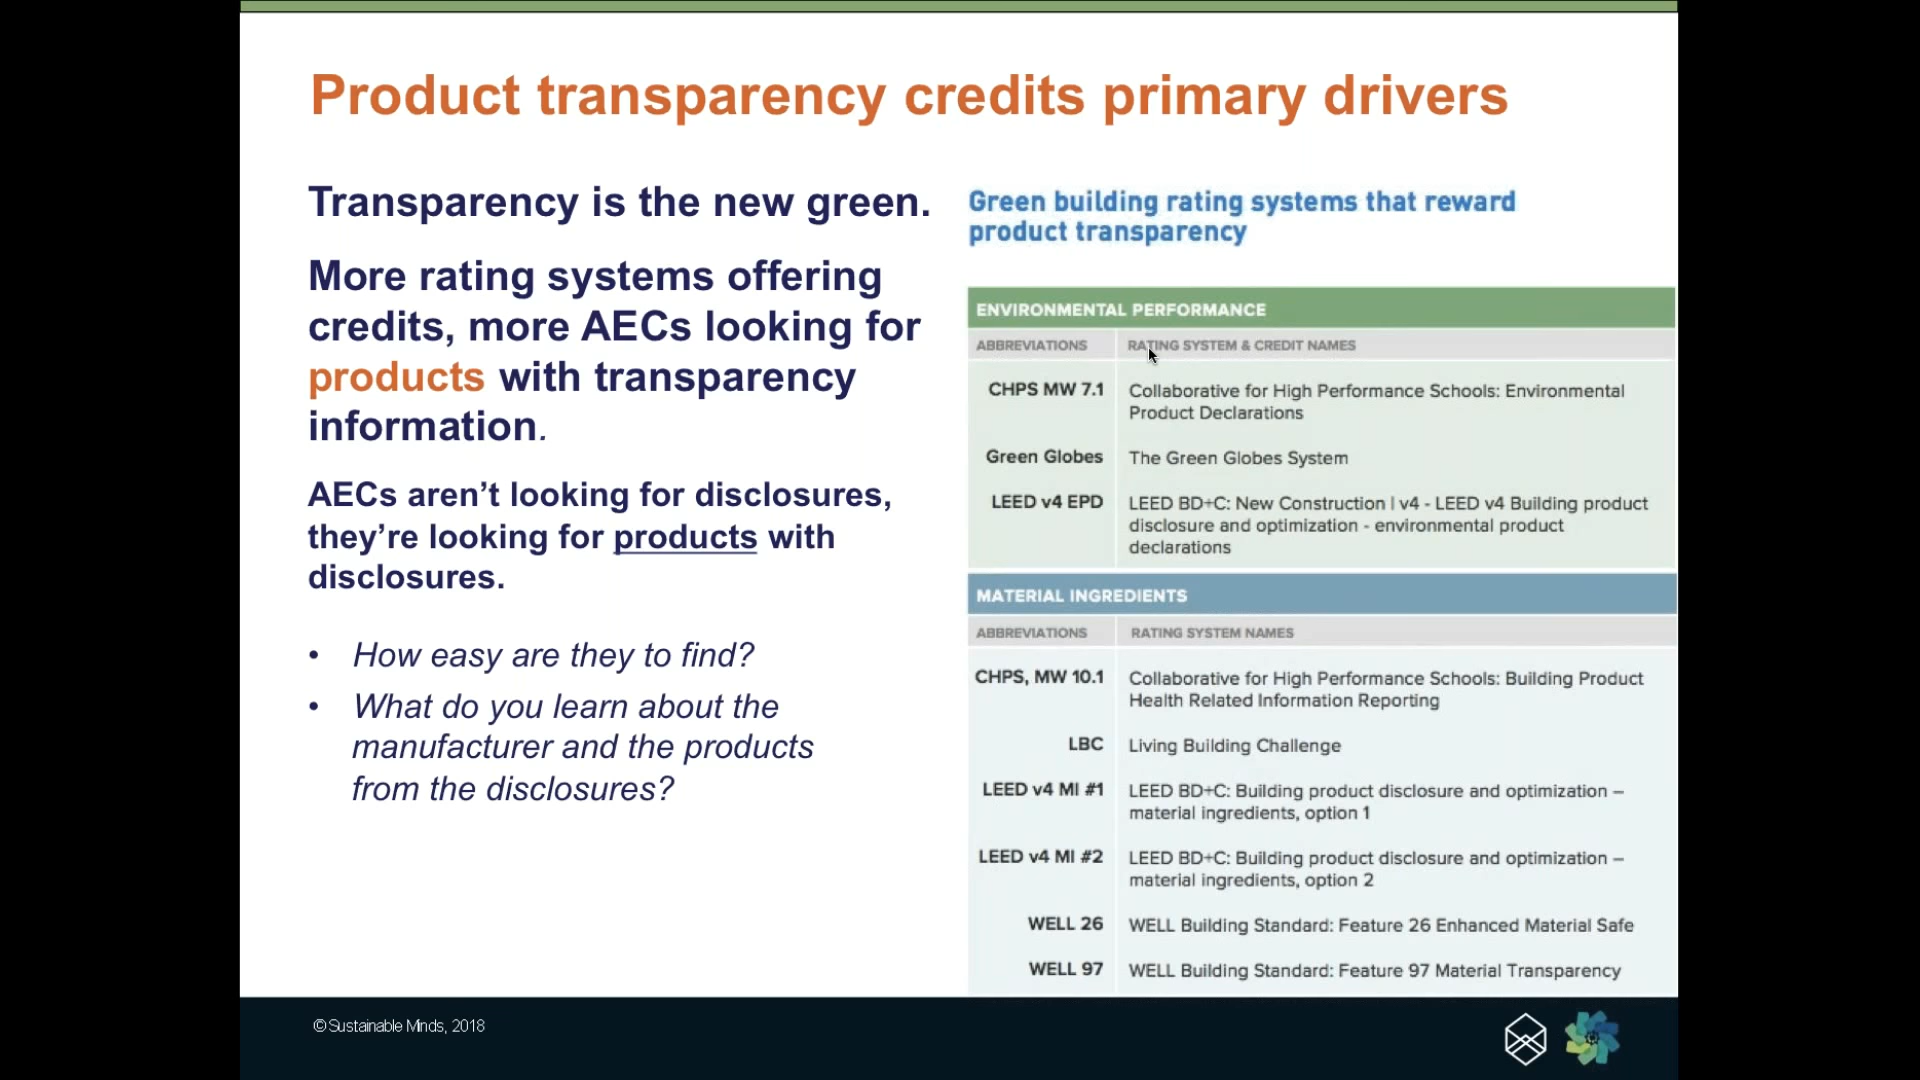 Product transparency credits primary drivers
Transparency is the new green.
More rating systems offering
credits, more AECs looking for
products with transparency
information.
AECs aren’t looking for disclosures,
they’re looking for products with
disclosures.
• How easy are they to find?
• What do you learn about the
manufacturer and the products
from the disclosures?
Green building rating systems that reward
product transparency
ENVIRONMENTAL PERFORMANCE
ABBREVIATIONS RATING SYSTEM & CREDIT NAMES
CHPS MW 7.1 Collaborative for High Performance Schools: Environmental
Product Declarations
Green Globes The Green Globes System
LEED v4 EPD LEED BD+C: New Construction | v4 - LEED v4 Building product
disclosure and optimization - environmental product
declarations
MATERIAL INGREDIENTS
ABBREVIATIONS RATING SYSTEM NAMES
CHPS, MW 10.1 Collaborative for High Performance Schools: Building Product
Health Related Information Reporting
LBC Living Building Challenge
LEED v4 MI #1 LEED BD+C: Building product disclosure and optimization –
material ingredients, option 1
LEED v4 MI #2 LEED BD+C: Building product disclosure and optimization –
material ingredients, option 2
WELL 26 WELL Building Standard: Feature 26 Enhanced Material Safe
WELL 97 WELL Building Standard: Feature 97 Material Transparency
© Sustainable Minds, 2018